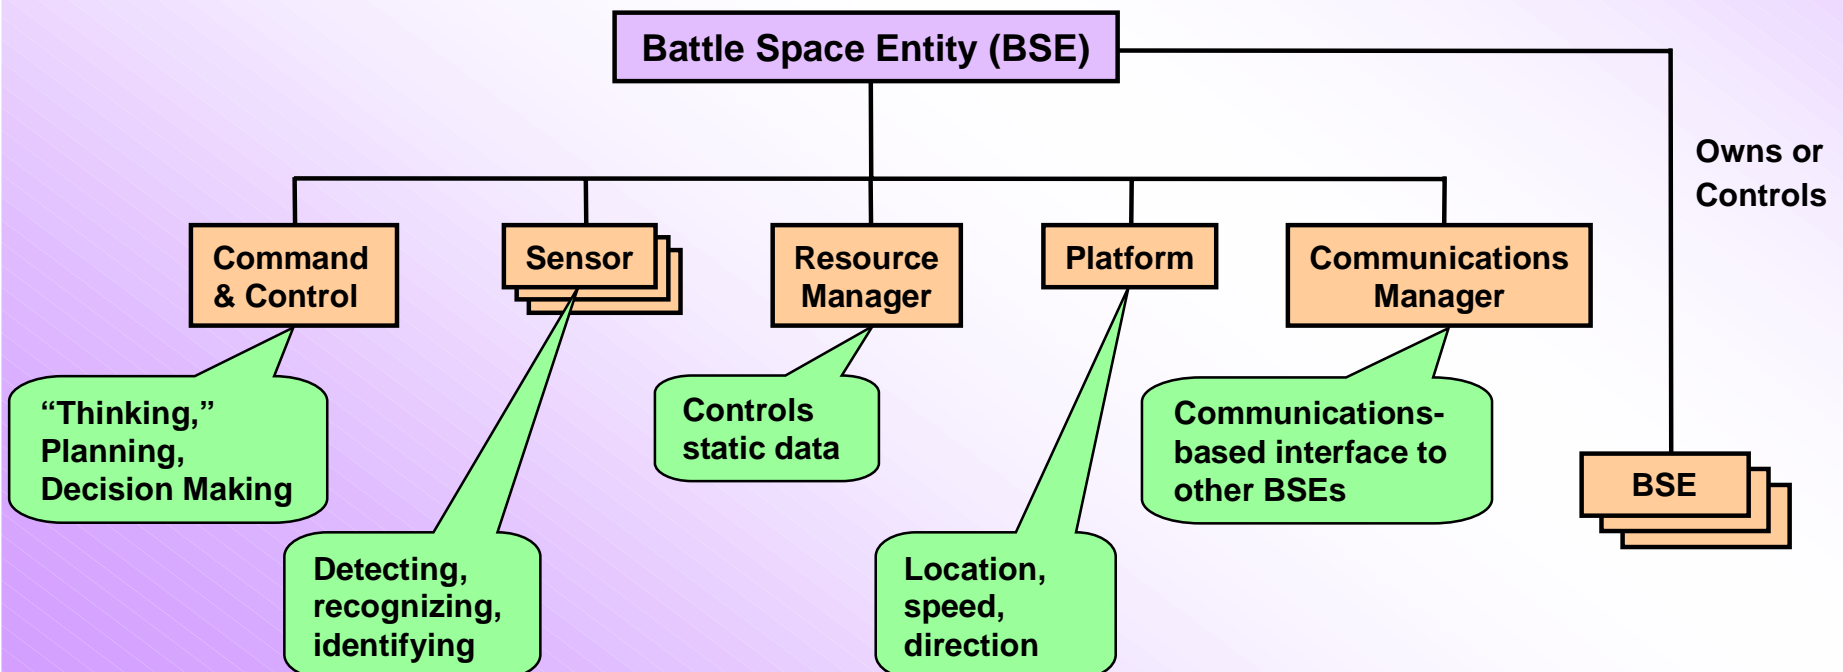 Battle Space Entity (BSE)
Owns or
Controls
Command
& Control
Sensor
Resource
Manager
Platform
Communications
Manager
“Thinking,”
Planning,
Decision Making
Controls
static data
Communications-
based interface to
other BSEs
BSE
Detecting,
recognizing,
identifying
Location,
speed,
direction